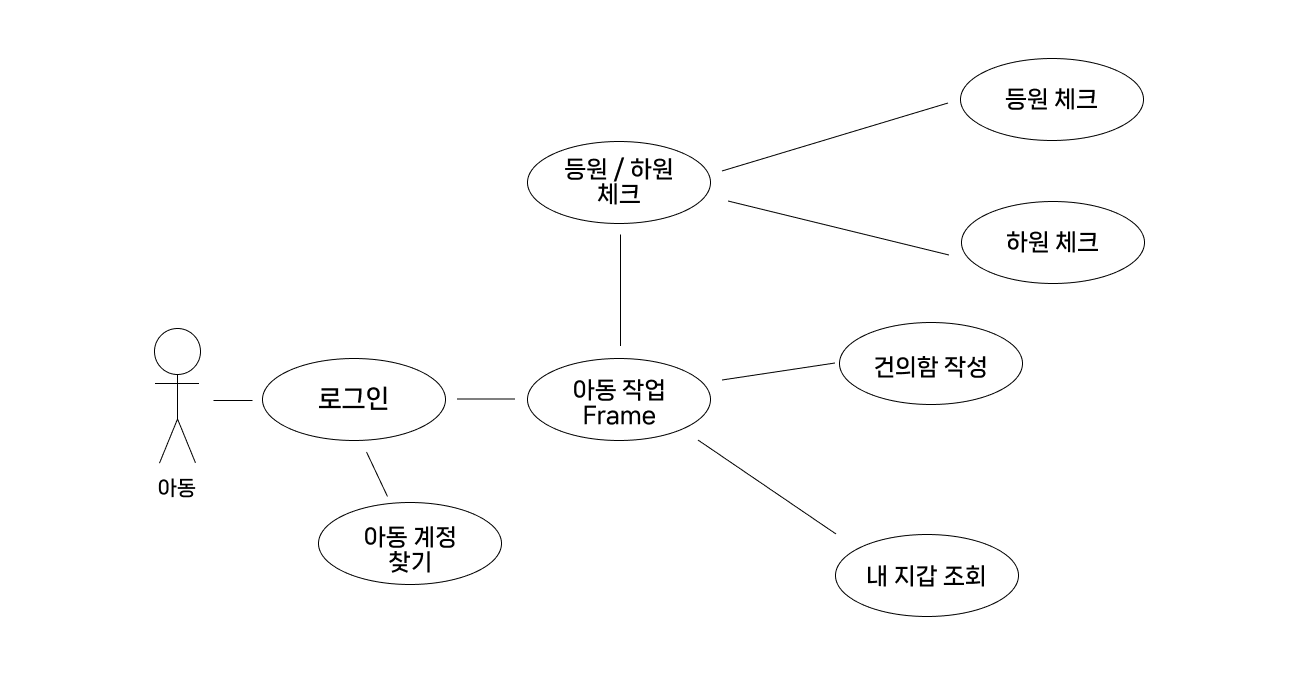 등원 체크
등원 / 하원
체크
하원 체크
건의함 작성
아동 작업
Frame
로그인
아동
아동 계정
찾기
내 지갑 조회